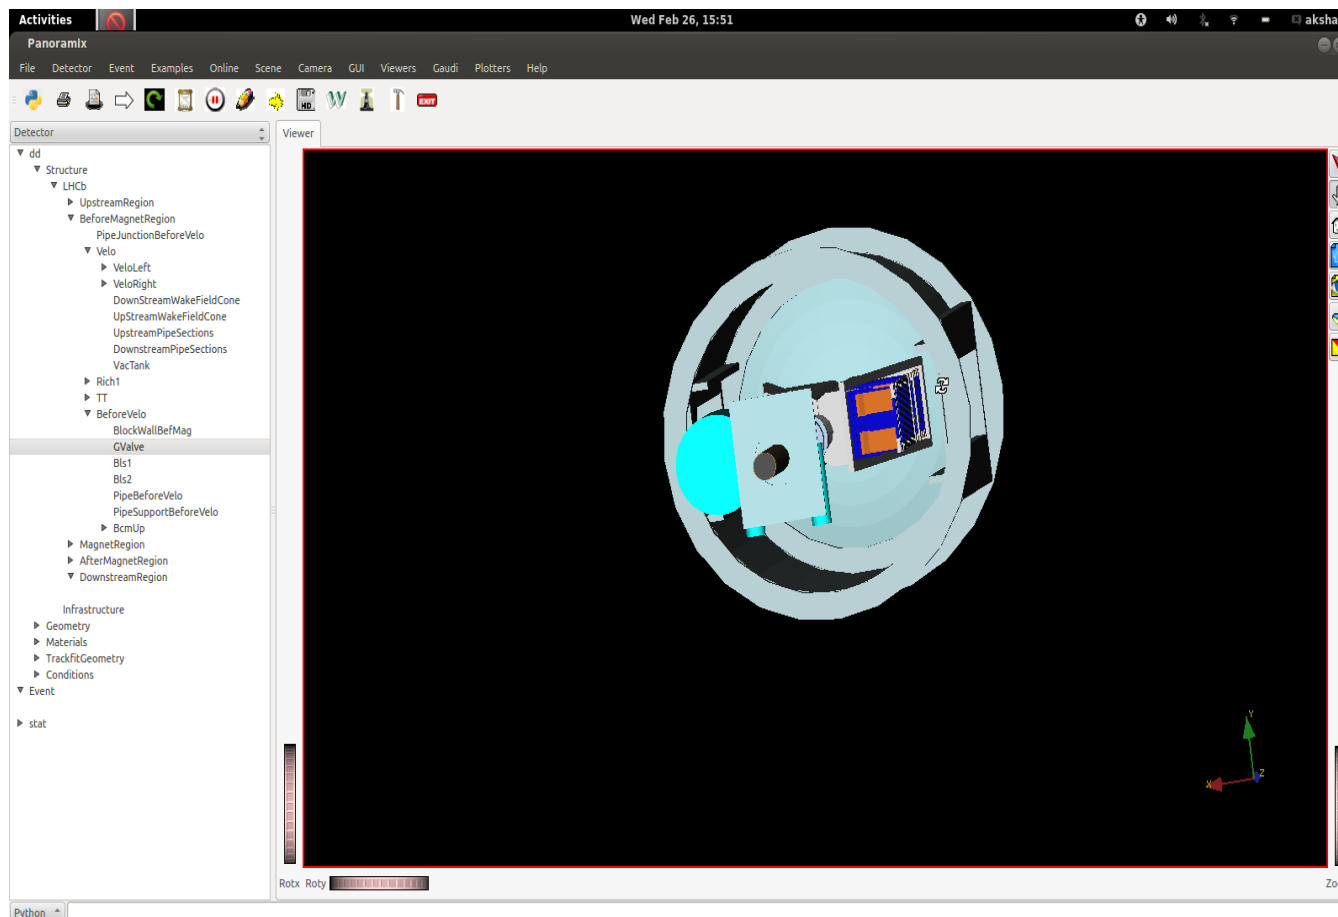 Activities Wed Feb 26, 15:51 aksha
Panoramix
File Detector Event Examples Online Scene Camera GUI Viewers Gaudi Plotters Help
HD W EXIT
Detector
Viewer
dd
Structure
LHCb
UpstreamRegion
BeforeMagnetRegion
PipeJunctionBeforeVelo
Velo
VeloLeft
VeloRight
DownStreamWakeFieldCone
UpStreamWakeFieldCone
UpstreamPipeSections
DownstreamPipeSections
VacTank
Rich1
TT
BeforeVelo
BlockWallBefMag
GValve
Bls1
Bls2
PipeBeforeVelo
PipeSupportBeforeVelo
BcmUp
MagnetRegion
AfterMagnetRegion
DownstreamRegion
Infrastructure
Geometry
Materials
TrackfitGeometry
Conditions
Event
stat
Y
X
Z
Rotx Roty Zo
Python